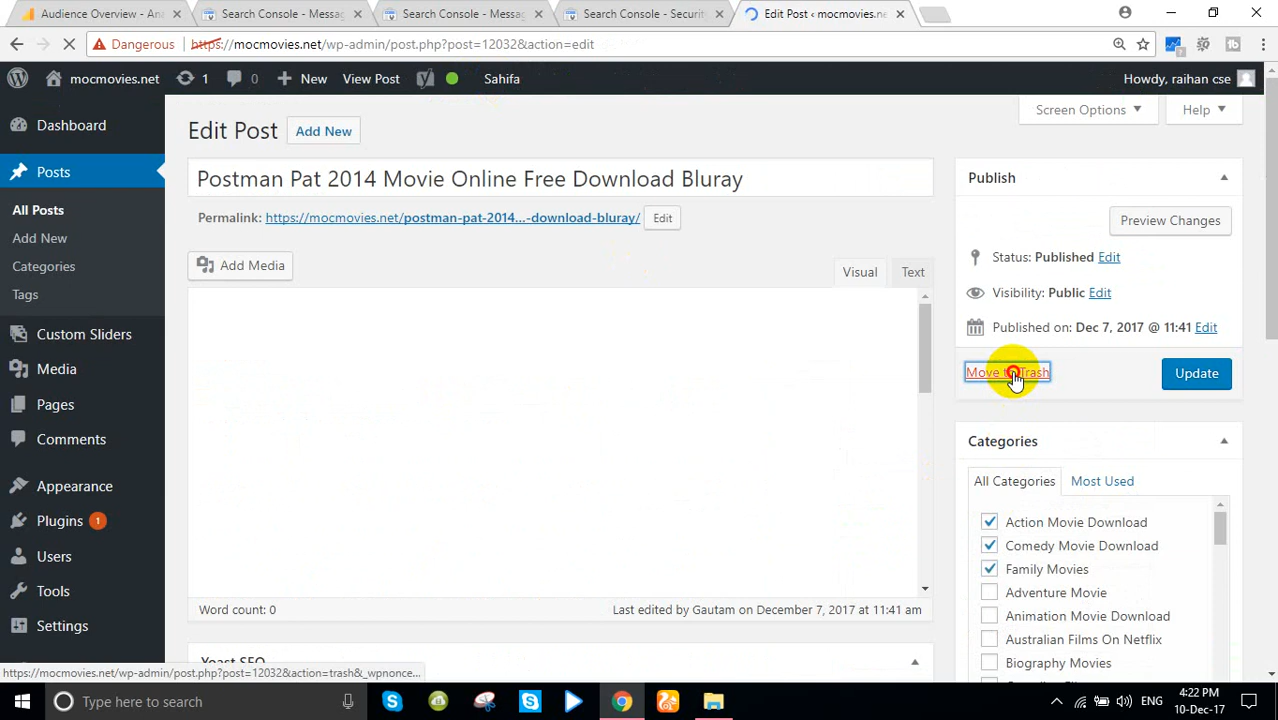 Audience Overview - Ana
Search Console - Messag
Search Console - Messag
Search Console - Securit
Edit Post ‹ mocmovies.ne
Dangerous | https://mocmovies.net/wp-admin/post.php?post=12032&action=edit
mocmovies.net 1 0 New View Post Sahifa Howdy, raihan cse
Screen Options Help
Dashboard
Posts
All Posts
Add New
Categories
Tags
Custom Sliders
Media
Pages
Comments
Appearance
Plugins 1
Users
Tools
Settings
Edit Post Add New
Postman Pat 2014 Movie Online Free Download Bluray
Permalink: https://mocmovies.net/postman-pat-2014...-download-bluray/ Edit
Add Media
Visual Text
Word count: 0 Last edited by Gautam on December 7, 2017 at 11:41 am
Yoast SEO
Publish
Preview Changes
Status: Published Edit
Visibility: Public Edit
Published on: Dec 7, 2017 @ 11:41 Edit
Move to Trash Update
Categories
All Categories Most Used
Action Movie Download
Comedy Movie Download
Family Movies
Adventure Movie
Animation Movie Download
Australian Films On Netflix
Biography Movies
https://mocmovies.net/wp-admin/post.php?post=12032&action=trash&_wpnonce...
Type here to search
ENG
4:22 PM
10-Dec-17